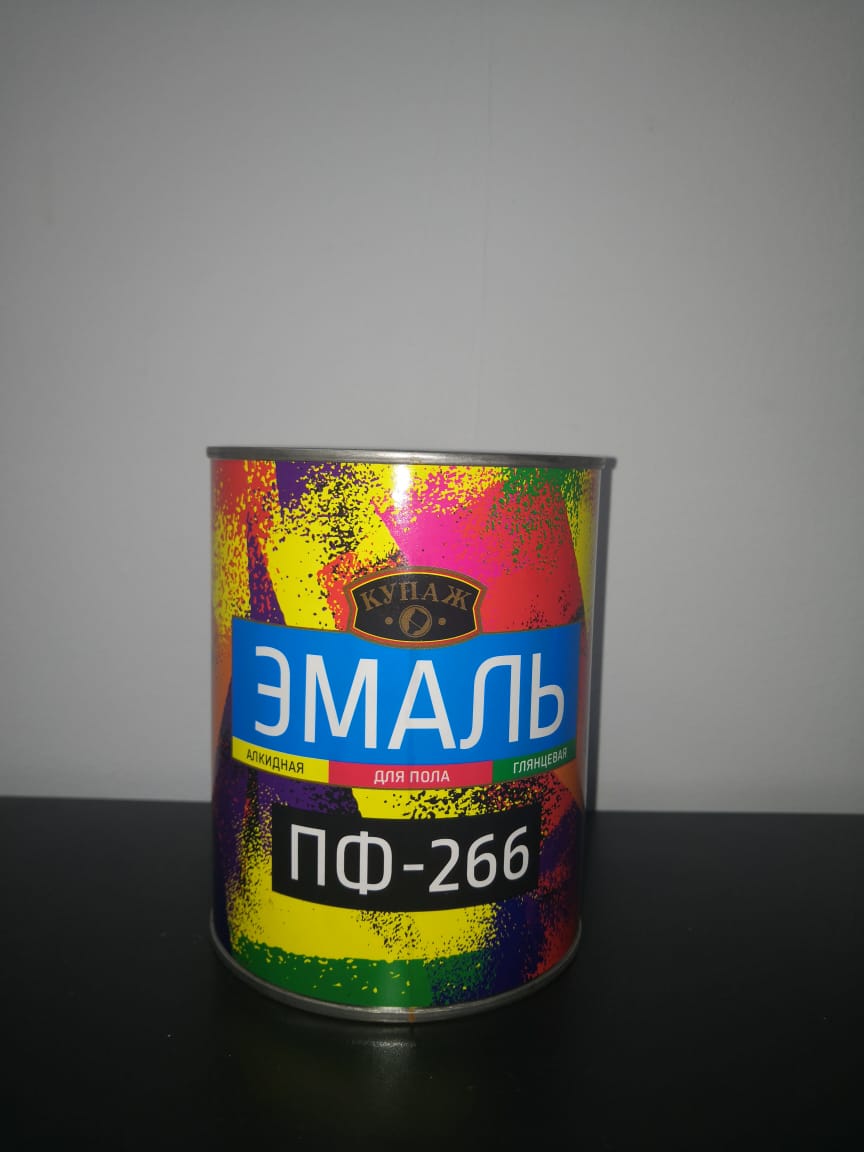 КУПАЖ
ЭМАЛЬ
АЛКИДНАЯ ДЛЯ ПОЛА ГЛЯНЦЕВАЯ
ПФ-266